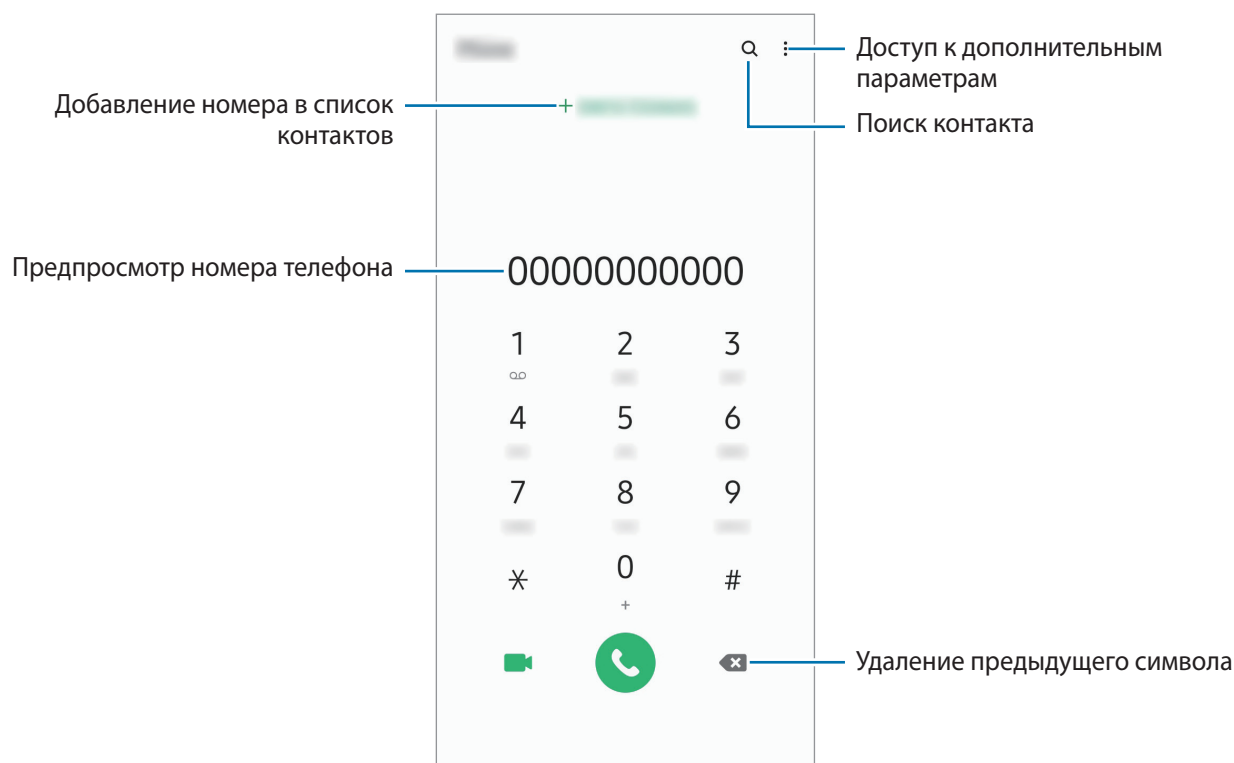 Доступ к дополнительным
параметрам
Добавление номера в список
контактов
+
Поиск контакта
Предпросмотр номера телефона
00000000000
1 2 3
4 5 6
7 8 9
* 0 #
+
Удаление предыдущего символа